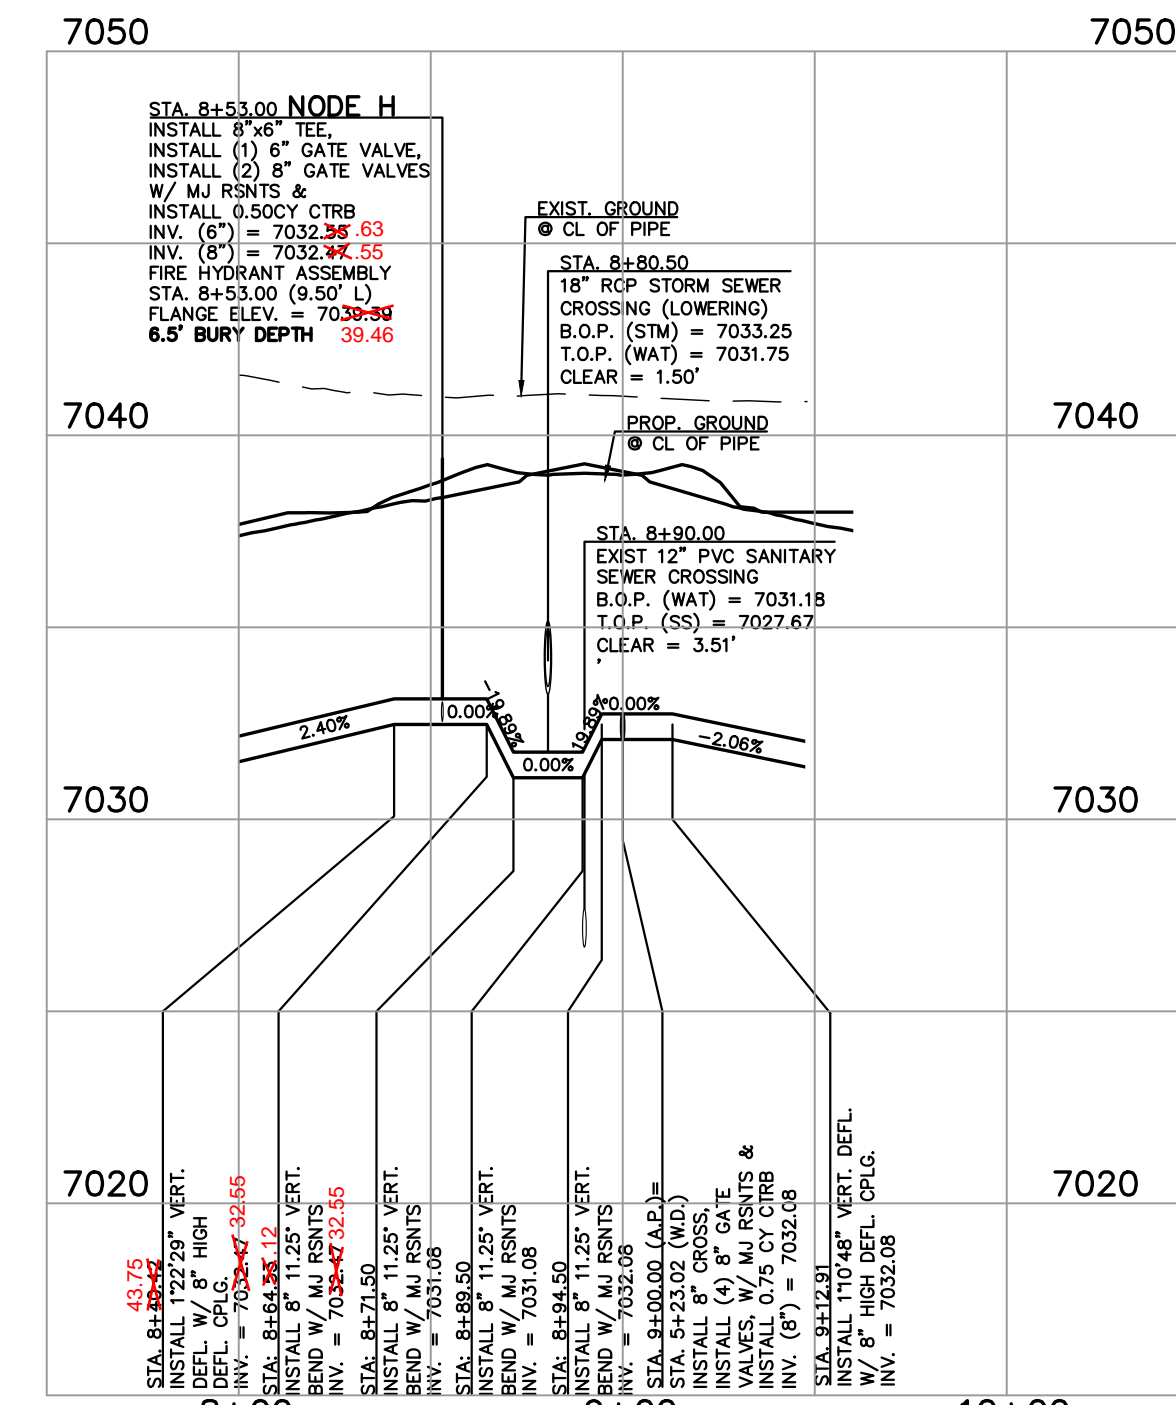 7050
7050
STA. 8+53.00 NODE H
INSTALL 8"x6" TEE,
INSTALL (1) 6" GATE VALVE,
INSTALL (2) 8" GATE VALVES
W/ MJ RSNTS &
INSTALL 0.50CY CTRB
INV. (6") = 7032.55 .63
INV. (8") = 7032.47 .55
FIRE HYDRANT ASSEMBLY
STA. 8+53.00 (9.50' L)
FLANGE ELEV. = 7039.39
6.5' BURY DEPTH 39.46
EXIST. GROUND
@ CL OF PIPE
STA. 8+80.50
18" RCP STORM SEWER
CROSSING (LOWERING)
B.O.P. (STM) = 7033.25
T.O.P. (WAT) = 7031.75
CLEAR = 1.50'
7040
7040
PROP. GROUND
@ CL OF PIPE
STA. 8+90.00
EXIST 12" PVC SANITARY
SEWER CROSSING
B.O.P. (WAT) = 7031.18
T.O.P. (SS) = 7027.67
CLEAR = 3.51'
'
2.40%
0.00%
-19.89%
0.00%
19.89%
0.00%
-2.06%
7030
7030
7020
7020
43.75
STA. 8+
INSTALL 1°22'29" VERT.
DEFL. W/ 8" HIGH
DEFL. CPLG.
INV. = 7032.47 32.55
STA: 8+64. .12
INSTALL 8" 11.25° VERT.
BEND W/ MJ RSNTS
INV. = 7032.47 32.55
STA: 8+71.50
INSTALL 8" 11.25° VERT.
BEND W/ MJ RSNTS
INV. = 7031.08
STA: 8+89.50
INSTALL 8" 11.25° VERT.
BEND W/ MJ RSNTS
INV. = 7031.08
STA: 8+94.50
INSTALL 8" 11.25° VERT.
BEND W/ MJ RSNTS
INV. = 7032.08
STA. 9+00.00 (A.P.)=
STA. 5+23.02 (W.D.)
INSTALL 8" CROSS,
INSTALL (4) 8" GATE
VALVES, W/ MJ RSNTS &
INSTALL 0.75 CY CTRB
INV. (8") = 7032.08
STA. 9+12.91
INSTALL 1°10'48" VERT. DEFL.
W/ 8" HIGH DEFL. CPLG.
INV. = 7032.08